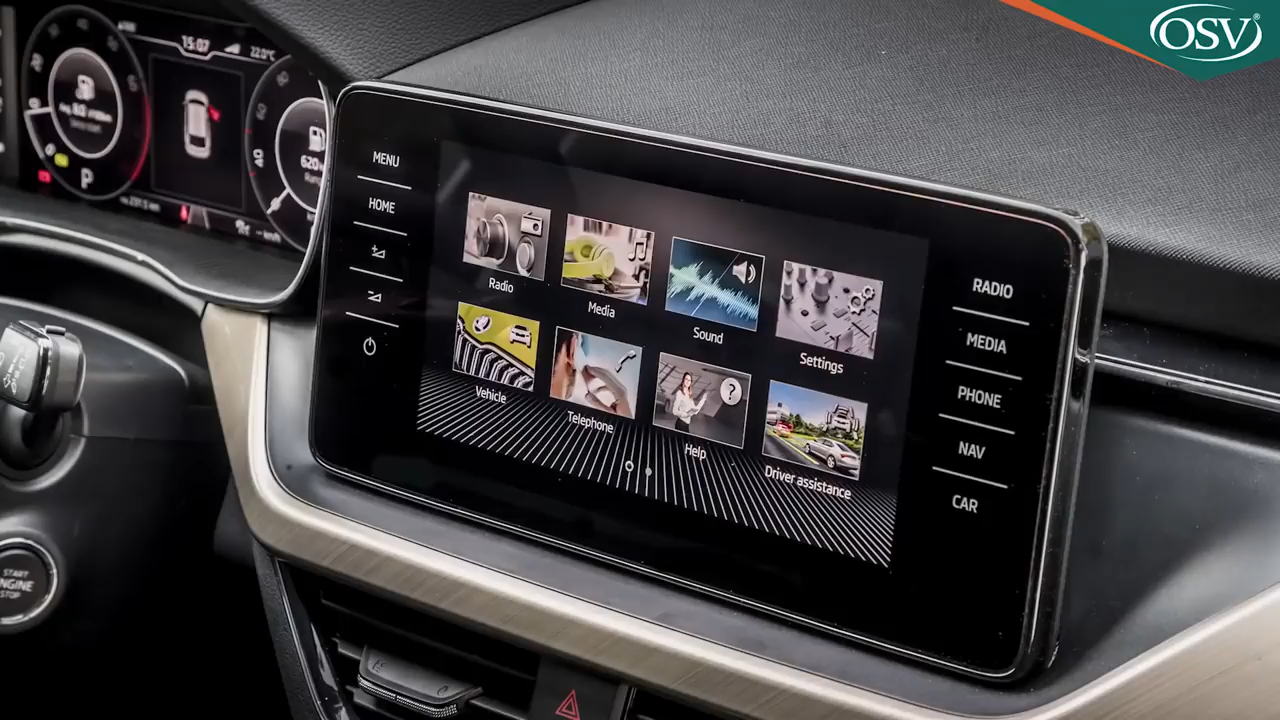 OSV
15:07
22.0°C
P
620
MENU
HOME
RADIO
MEDIA
PHONE
NAV
CAR
Radio
Media
Sound
Settings
Vehicle
Telephone
Help
?
Driver assistance
START
ENGINE
STOP